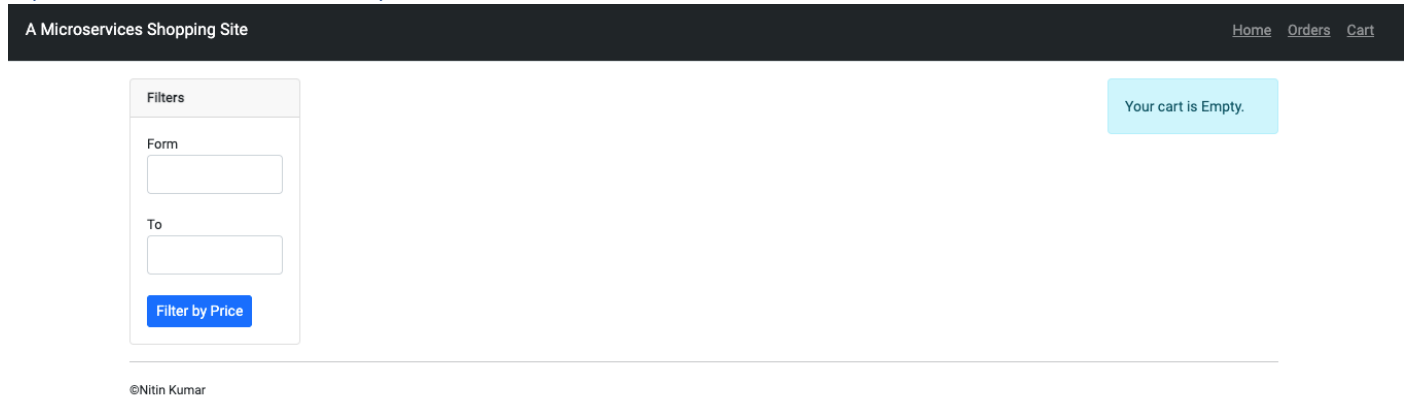 A Microservices Shopping Site
Home Orders Cart
Filters
Form
To
Filter by Price
Your cart is Empty.
©Nitin Kumar